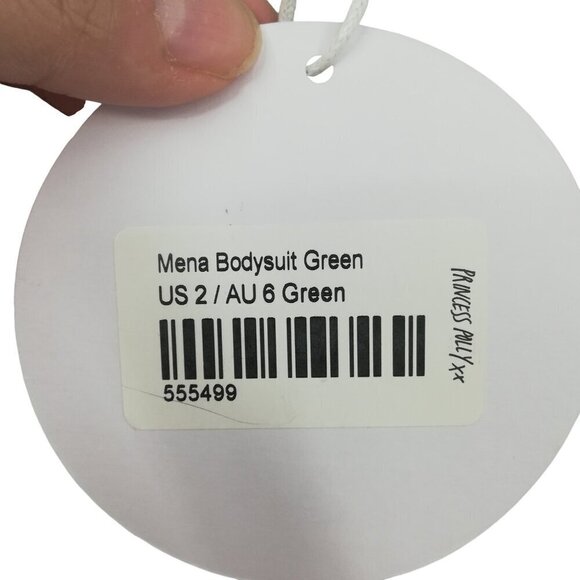 Mena Bodysuit Green
US 2 / AU 6 Green
555499
PRINCESS POLLY xx